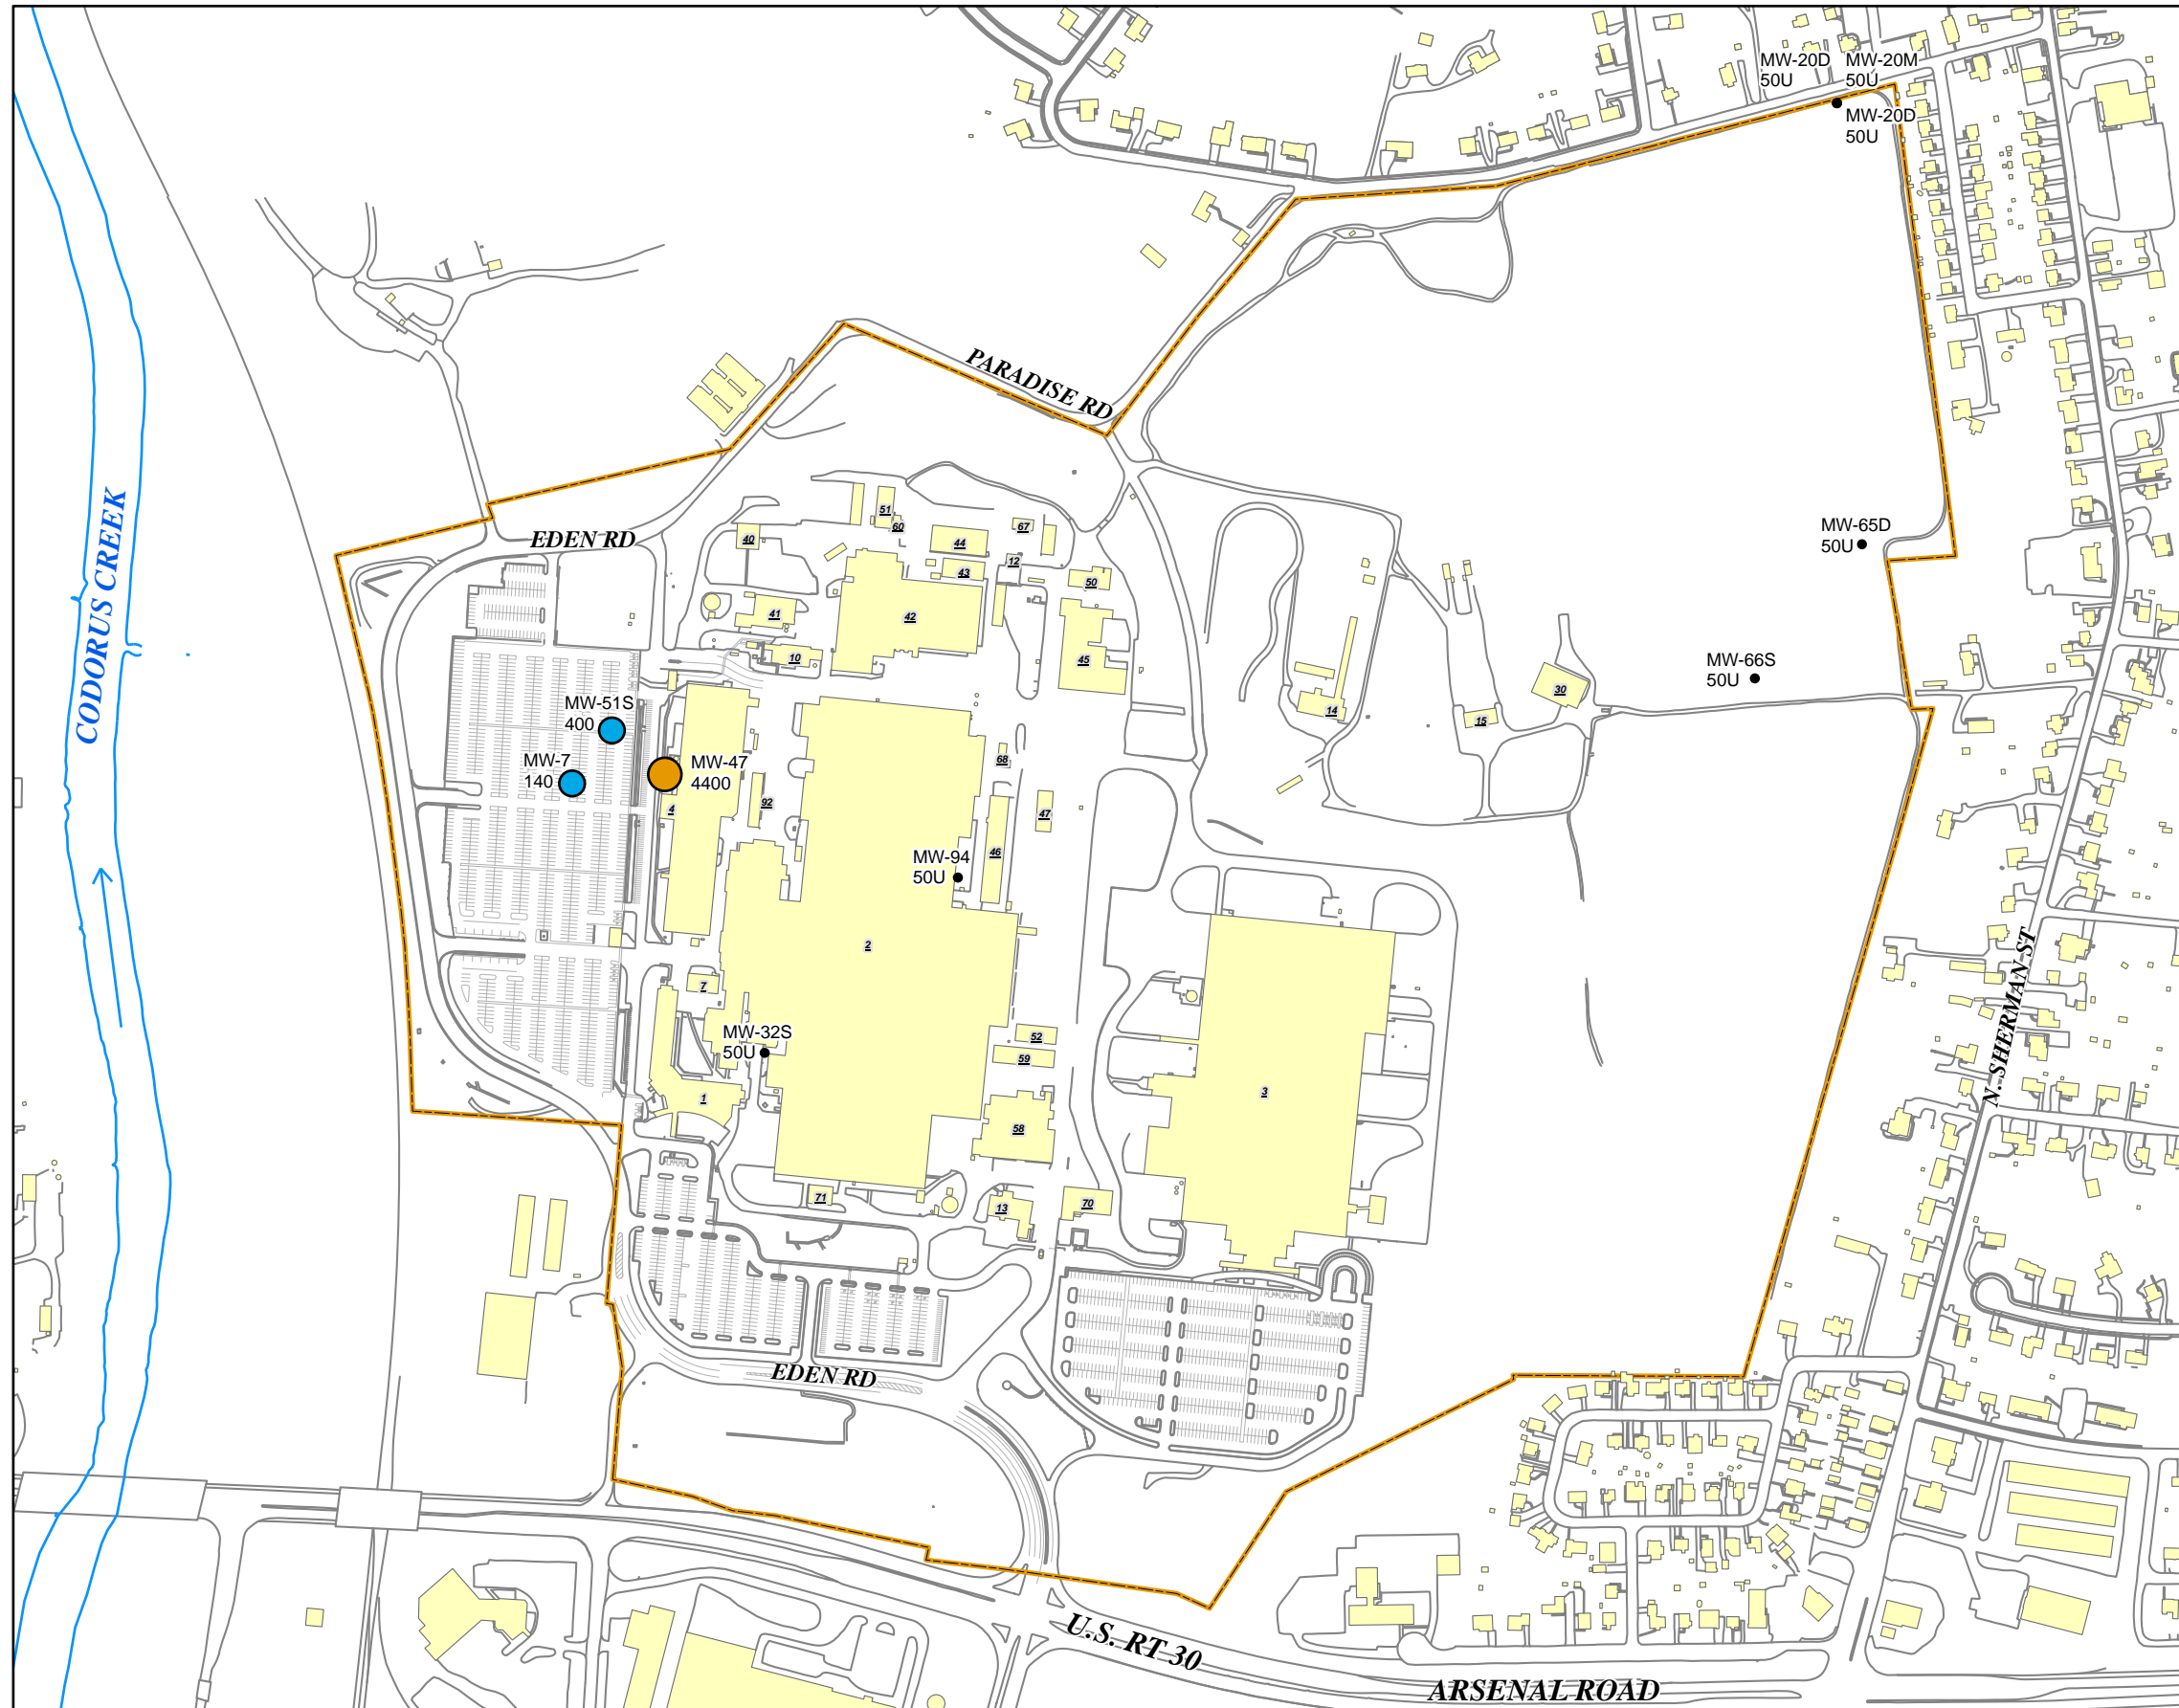 MW-20D MW-20M
50U 50U
MW-20D
50U
PARADISE RD
CODORUS CREEK
EDEN RD
51
60
67
40
44
43
12
50
41
42
10
45
MW-65D
50U
MW-66S
50U
30
14
15
MW-51S
400
MW-7
140
MW-47
4400
4
92
68
47
46
MW-94
50U
2
7
MW-32S
50U
52
59
1
58
3
N. SHERMAN ST
71
13
70
EDEN RD
U.S. RT 30
ARSENAL ROAD